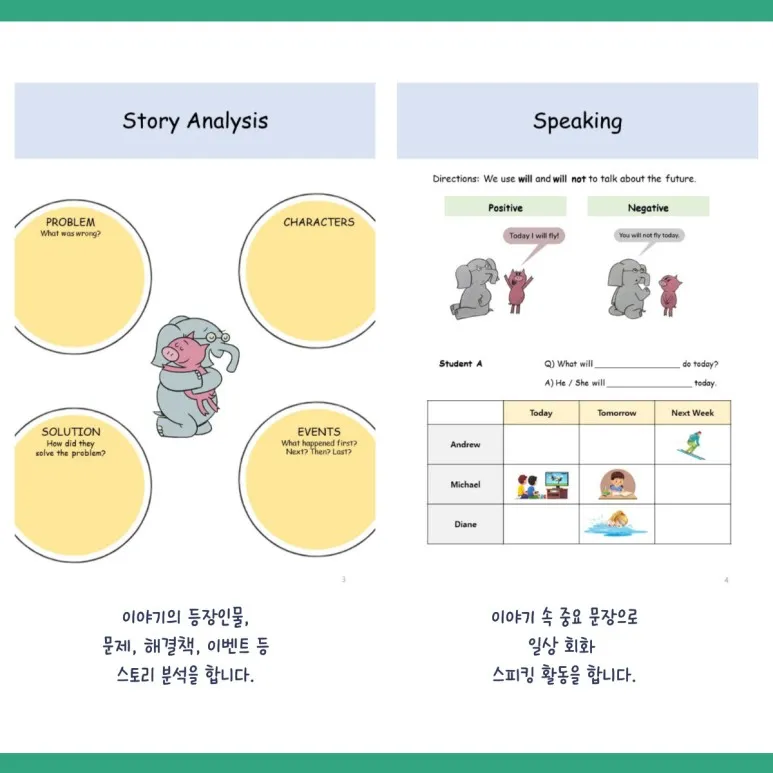 Story Analysis
PROBLEM
What was wrong?
CHARACTERS
SOLUTION
How did they
solve the problem?
EVENTS
What happened first?
Next? Then? Last?
3
이야기의 등장인물,
문제, 해결책, 이벤트 등
스토리 분석을 합니다.
Speaking
Directions: We use will and will not to talk about the future.
Positive
Negative
Today I will fly!
You will not fly today.
Student A
Q) What will ________________ do today?
A) He / She will ________________ today.
Today Tomorrow Next Week
Andrew
Michael
Diane
4
이야기 속 중요 문장으로
일상 회화
스피킹 활동을 합니다.